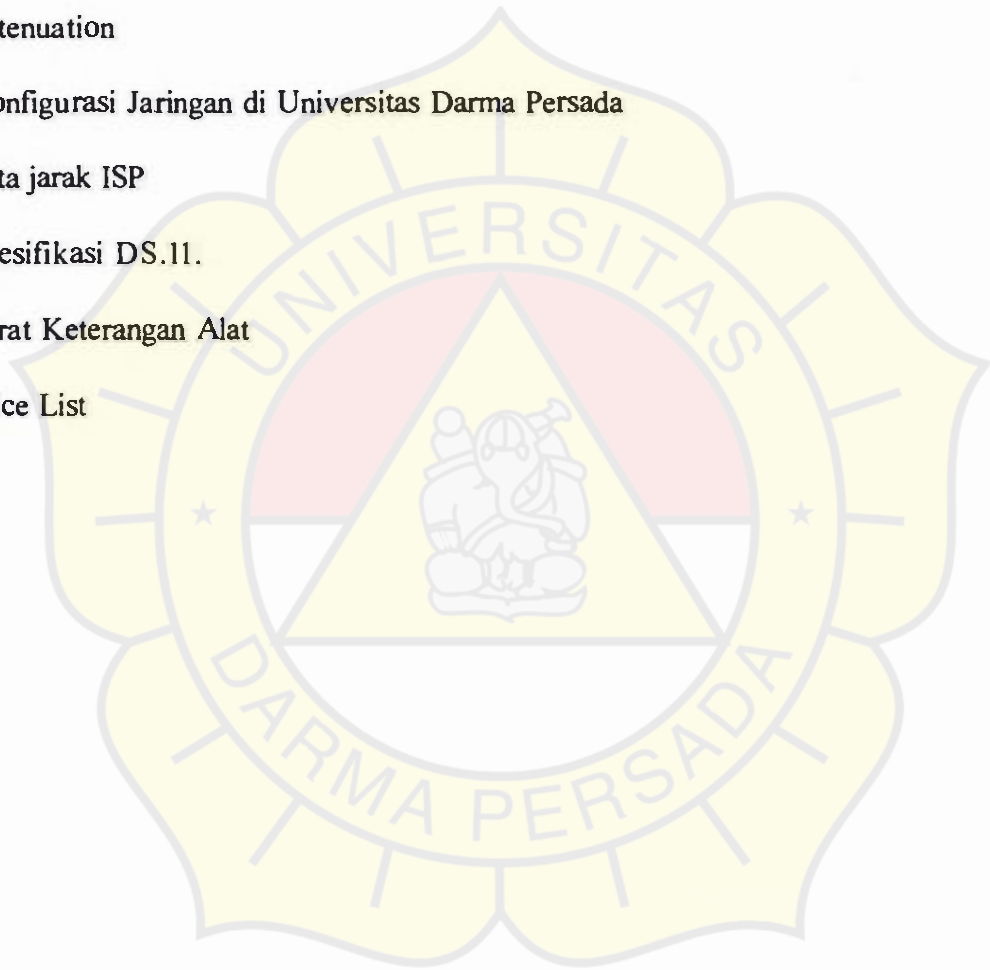 tenuation
onfigurasi Jaringan di Universitas Darma Persada
ta jarak ISP
esifikasi DS.11.
rat Keterangan Alat
ce List
UNIVERSITAS
DARMA PERSADA